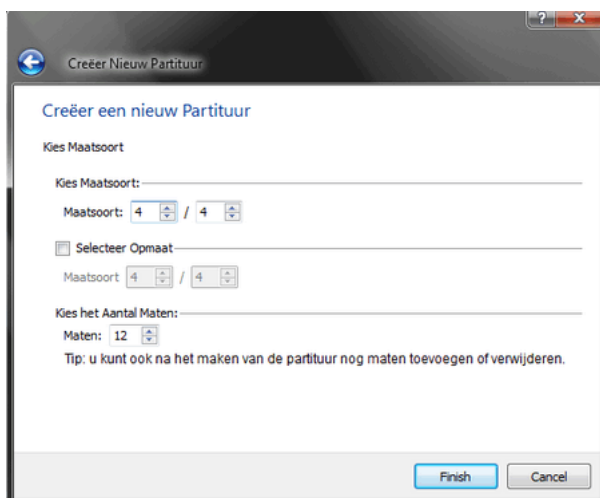 Creëer Nieuw Partituur
Creëer een nieuw Partituur
Kies Maatsoort
Kies Maatsoort:
Maatsoort: 4 / 4
Selecteer Opmaat
Maatsoort 4 / 4
Kies het Aantal Maten:
Maten: 12
Tip: u kunt ook na het maken van de partituur nog maten toevoegen of verwijderen.
Finish Cancel